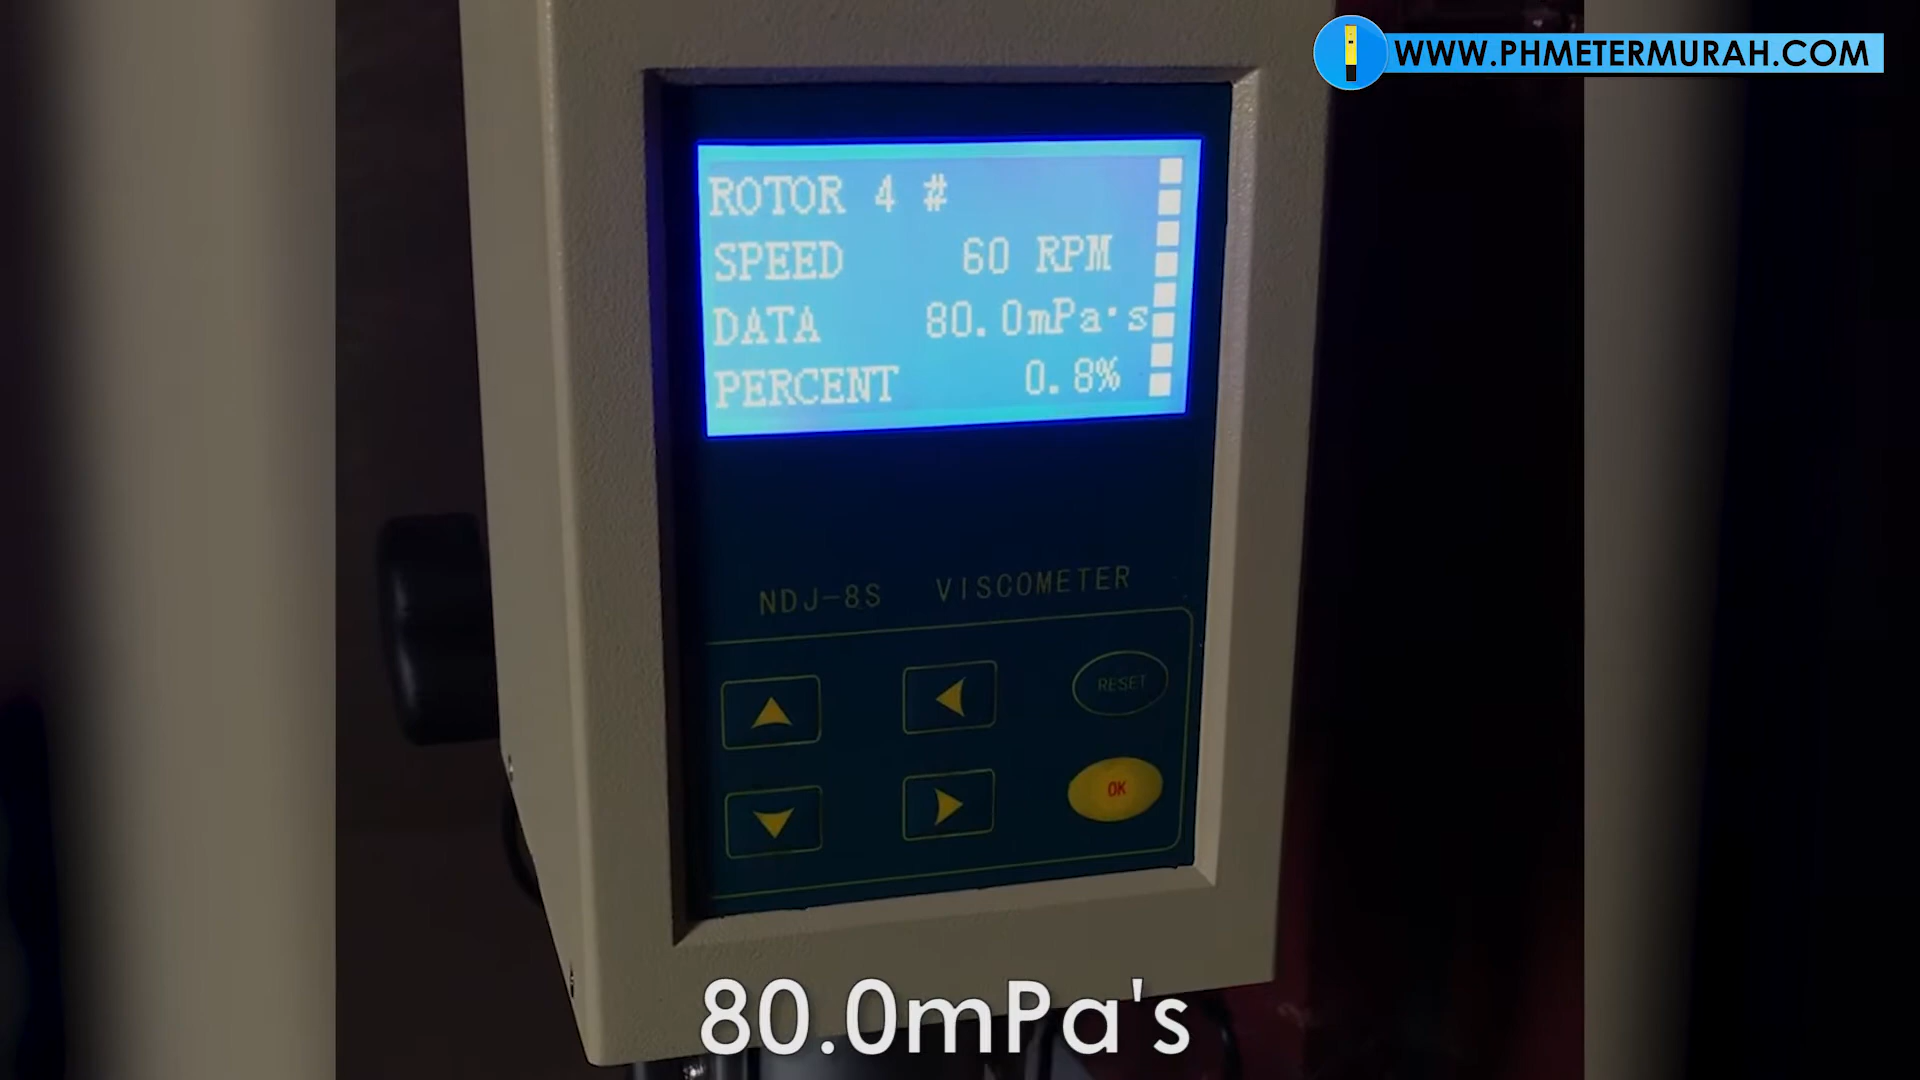 WWW.PHMETERMURAH.COM
ROTOR 4 #
SPEED 60 RPM
DATA 80.0mPa·s
PERCENT 0.8%
NDJ-8S VISCOMETER
RESET
OK
80.0mPa's